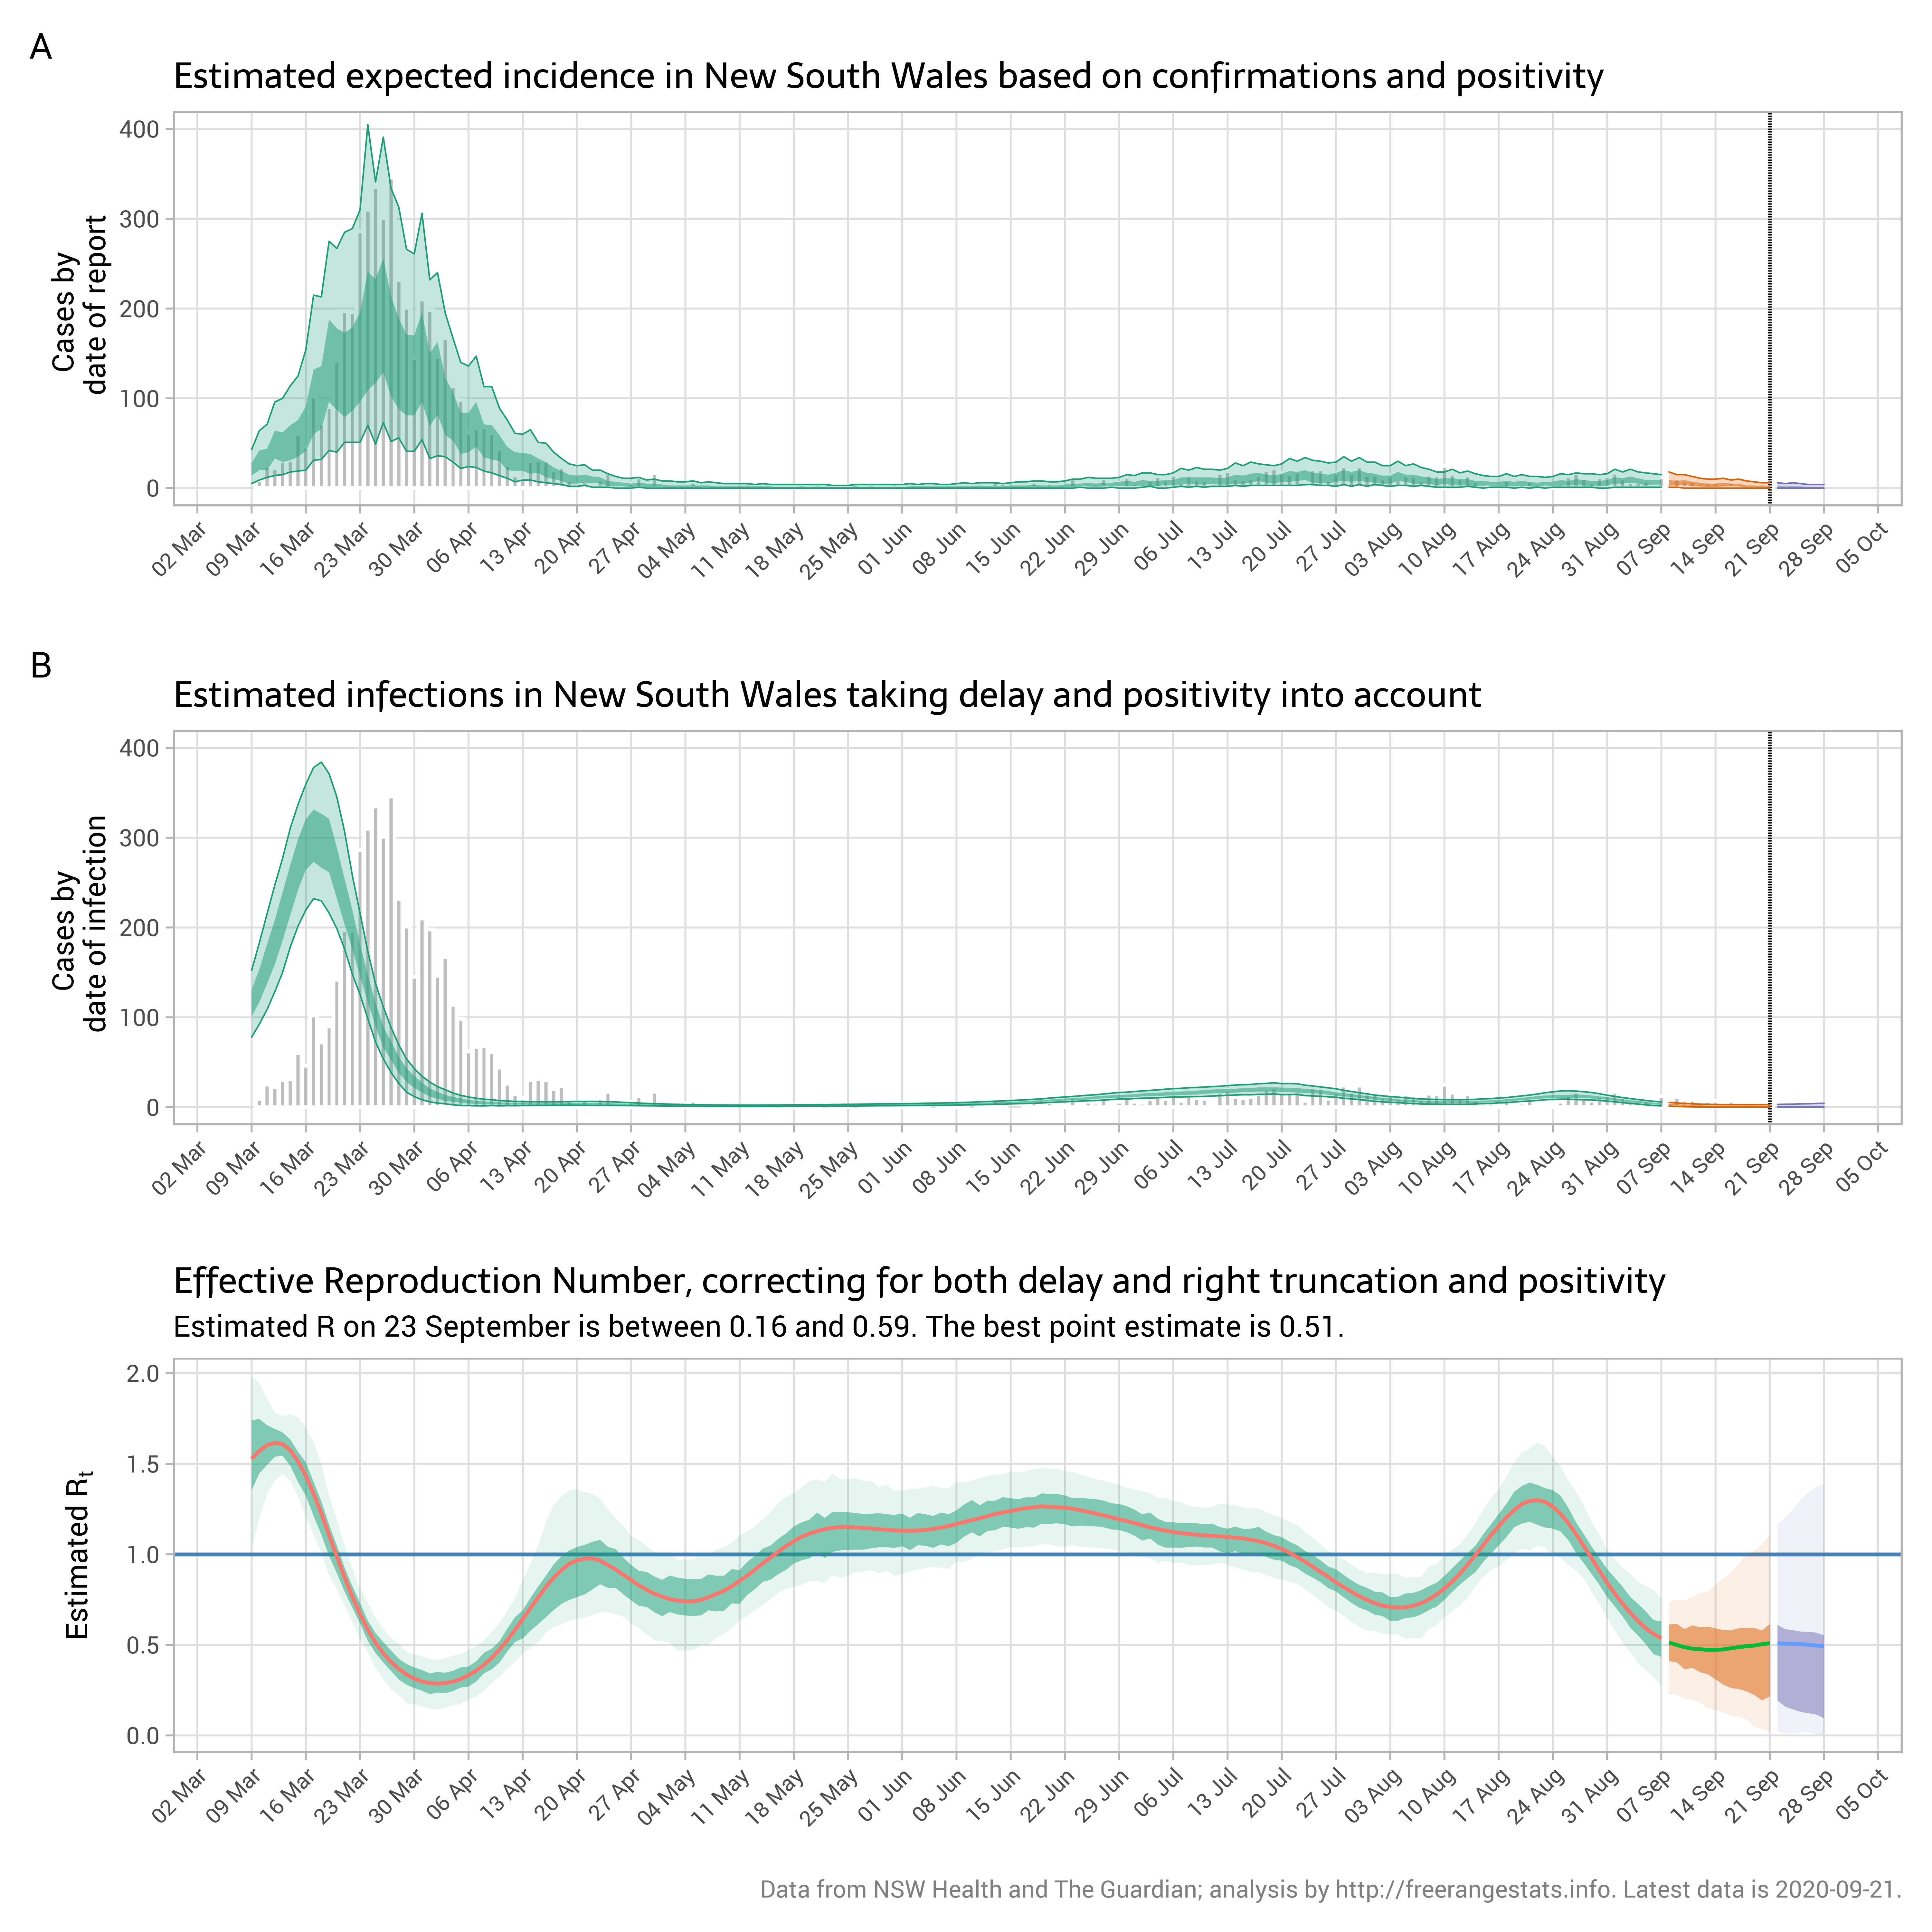 A
Estimated expected incidence in New South Wales based on confirmations and positivity
Cases by
date of report
400
300
200
100
0
02 Mar 09 Mar 16 Mar 23 Mar 30 Mar 06 Apr 13 Apr 20 Apr 27 Apr 04 May 11 May 18 May 25 May 01 Jun 08 Jun 15 Jun 22 Jun 29 Jun 06 Jul 13 Jul 20 Jul 27 Jul 03 Aug 10 Aug 17 Aug 24 Aug 31 Aug 07 Sep 14 Sep 21 Sep 28 Sep 05 Oct
B
Estimated infections in New South Wales taking delay and positivity into account
Cases by
date of infection
400
300
200
100
0
02 Mar 09 Mar 16 Mar 23 Mar 30 Mar 06 Apr 13 Apr 20 Apr 27 Apr 04 May 11 May 18 May 25 May 01 Jun 08 Jun 15 Jun 22 Jun 29 Jun 06 Jul 13 Jul 20 Jul 27 Jul 03 Aug 10 Aug 17 Aug 24 Aug 31 Aug 07 Sep 14 Sep 21 Sep 28 Sep 05 Oct
Effective Reproduction Number, correcting for both delay and right truncation and positivity
Estimated R on 23 September is between 0.16 and 0.59. The best point estimate is 0.51.
Estimated Rt
2.0
1.5
1.0
0.5
0.0
02 Mar 09 Mar 16 Mar 23 Mar 30 Mar 06 Apr 13 Apr 20 Apr 27 Apr 04 May 11 May 18 May 25 May 01 Jun 08 Jun 15 Jun 22 Jun 29 Jun 06 Jul 13 Jul 20 Jul 27 Jul 03 Aug 10 Aug 17 Aug 24 Aug 31 Aug 07 Sep 14 Sep 21 Sep 28 Sep 05 Oct
Data from NSW Health and The Guardian; analysis by http://freerangestats.info. Latest data is 2020-09-21.